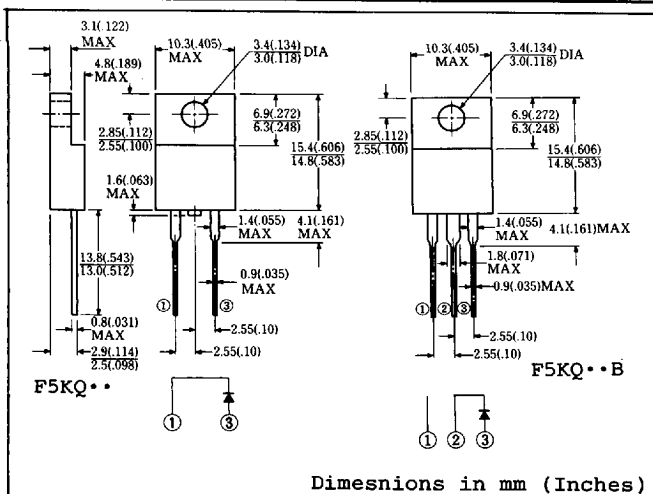 3.1(.122)
MAX
4.8(.189)
MAX
10.3(.405)
MAX
3.4(.134)
3.0(.118)
DIA
6.9(.272)
6.3(.248)
2.85(.112)
2.55(.100)
15.4(.606)
14.8(.583)
1.6(.063)
MAX
1.4(.055)
MAX
4.1(.161)
MAX
13.8(.543)
13.0(.512)
0.9(.035)
MAX
① ③
0.8(.031)
MAX
2.55(.10)
2.55(.10)
2.9(.114)
2.5(.098)
F5KQ••
① ③
10.3(.405)
MAX
3.4(.134)
3.0(.118)
DIA
6.9(.272)
6.3(.248)
2.85(.112)
2.55(.100)
15.4(.606)
14.8(.583)
1.4(.055)
MAX
4.1(.161)MAX
1.8(.071)
MAX
0.9(.035)MAX
① ② ③
2.55(.10)
2.55(.10)
F5KQ••B
① ② ③
Dimesnions in mm (Inches)